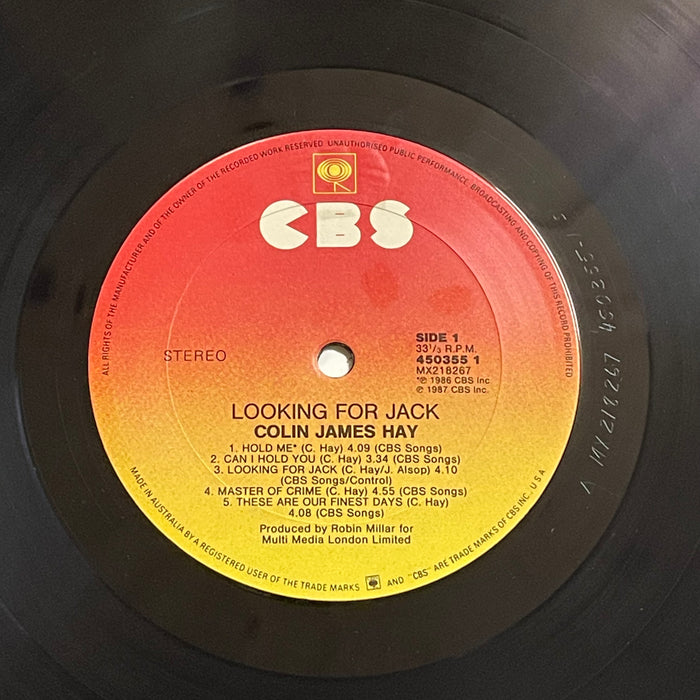 ALL RIGHTS OF THE MANUFACTURER AND OF THE OWNER OF THE RECORDED WORK RESERVED. UNAUTHORISED PUBLIC PERFORMANCE, BROADCASTING AND COPYING OF THIS RECORD PROHIBITED
CBS
STEREO
SIDE 1
33 1/3 R.P.M.
450355 1
MX218267
*℗ 1986 CBS Inc
℗ 1987 CBS Inc.
LOOKING FOR JACK
COLIN JAMES HAY
1. HOLD ME* (C. Hay) 4.09 (CBS Songs)
2. CAN I HOLD YOU (C. Hay) 3.34 (CBS Songs)
3. LOOKING FOR JACK (C. Hay/J. Alsop) 4.10
(CBS Songs/Control)
4. MASTER OF CRIME (C. Hay) 4.55 (CBS Songs)
5. THESE ARE OUR FINEST DAYS (C. Hay)
4.08 (CBS Songs)
Produced by Robin Millar for
Multi Media London Limited
MADE IN AUSTRALIA BY A REGISTERED USER OF THE TRADE MARKS AND "CBS" ARE TRADE MARKS OF CBS INC. USA
MX218267 450355-1